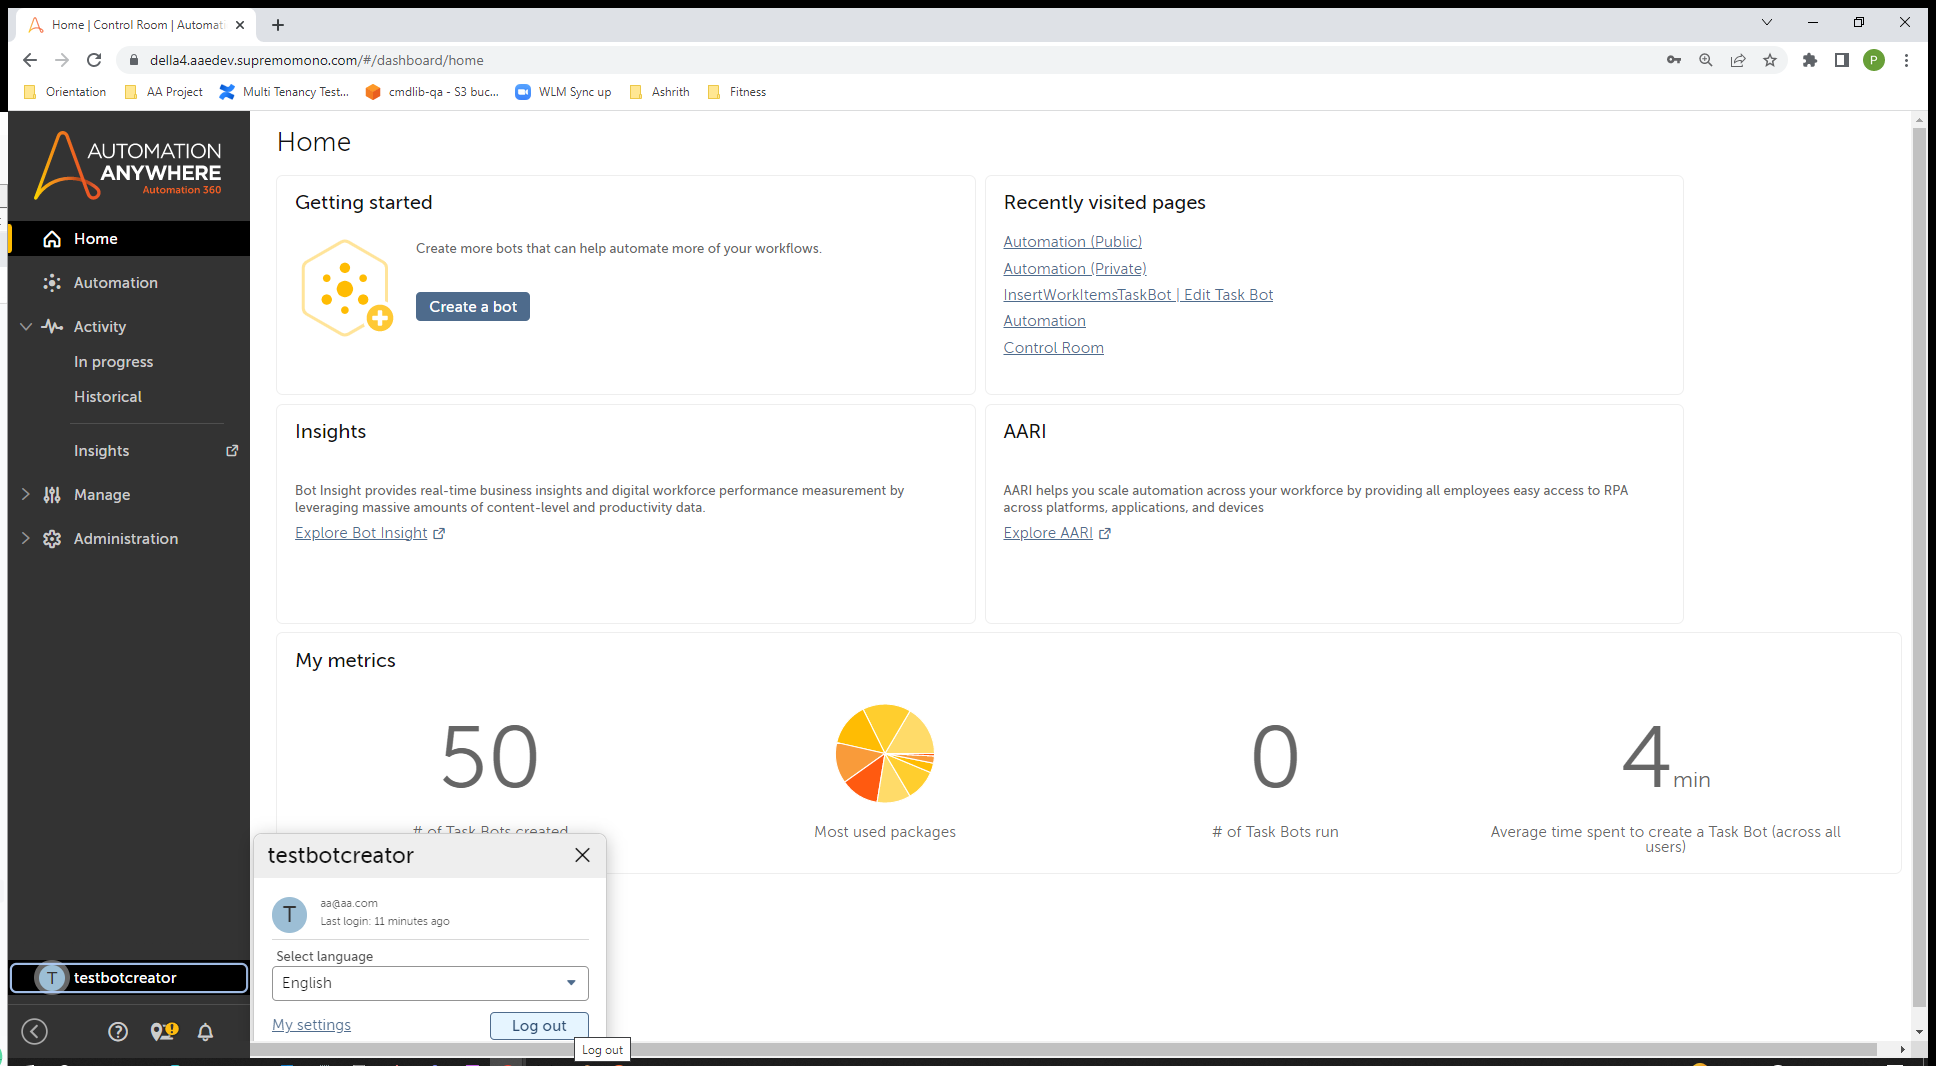 Home | Control Room | Automat
della4.aaedev.supremomono.com/#/dashboard/home
P
Orientation
AA Project
Multi Tenancy Test...
cmdlib-qa - S3 buc...
WLM Sync up
Ashrith
Fitness
AUTOMATION
ANYWHERE
Automation 360
Home
Automation
Activity
In progress
Historical
Insights
Manage
Administration
T
testbotcreator
Home
Getting started
Create more bots that can help automate more of your workflows.
Create a bot
Recently visited pages
Automation (Public)
Automation (Private)
InsertWorkItemsTaskBot | Edit Task Bot
Automation
Control Room
Insights
Bot Insight provides real-time business insights and digital workforce performance measurement by
leveraging massive amounts of content-level and productivity data.
Explore Bot Insight
AARI
AARI helps you scale automation across your workforce by providing all employees easy access to RPA
across platforms, applications, and devices
Explore AARI
My metrics
50
# of Task Bots created
Most used packages
0
# of Task Bots run
4 min
Average time spent to create a Task Bot (across all
users)
testbotcreator
T
aa@aa.com
Last login: 11 minutes ago
Select language
English
My settings
Log out
Log out